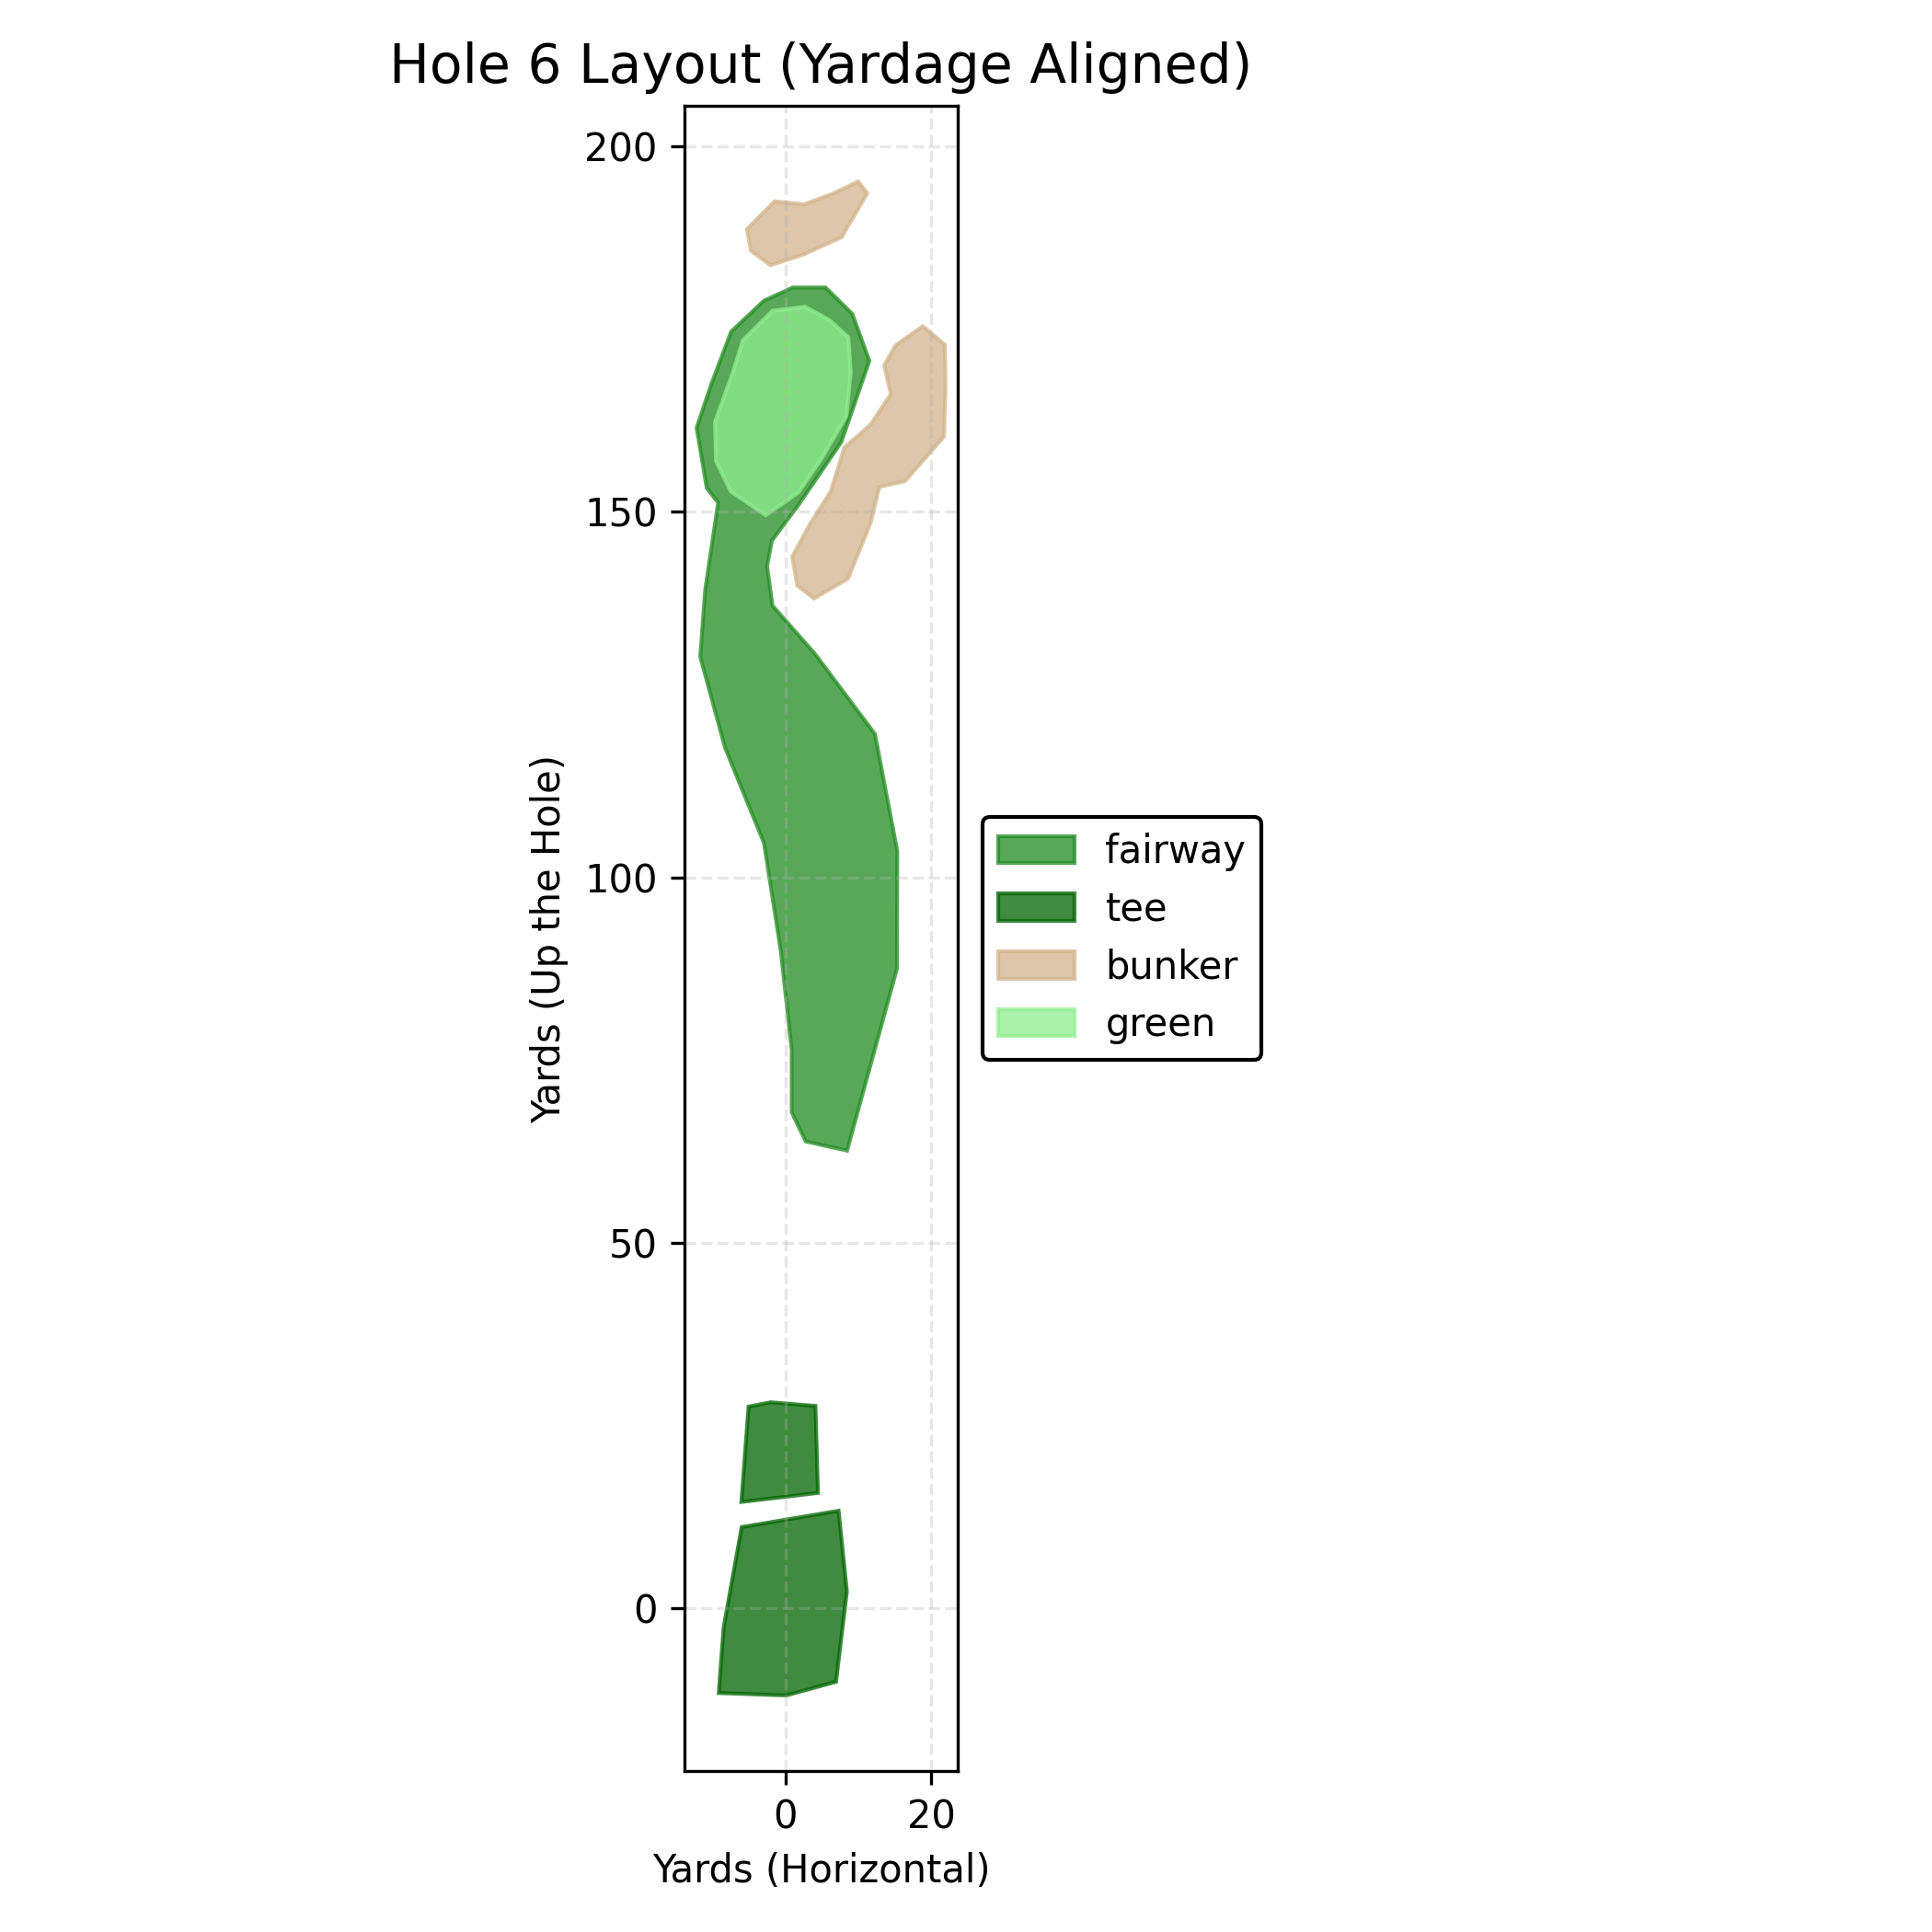 Hole 6 Layout (Yardage Aligned)
200
150
100
50
0
Yards (Up the Hole)
0 20
Yards (Horizontal)
fairway
tee
bunker
green